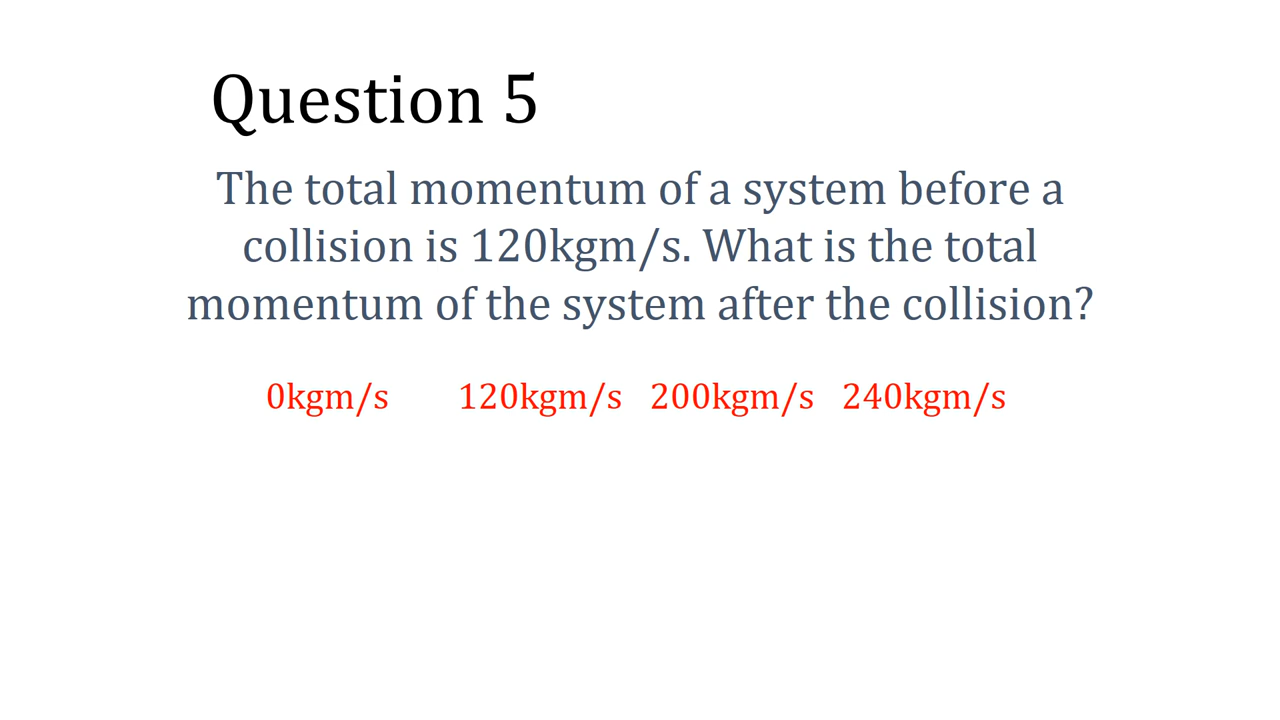 Question 5
The total momentum of a system before a
collision is 120kgm/s. What is the total
momentum of the system after the collision?
0kgm/s 120kgm/s 200kgm/s 240kgm/s